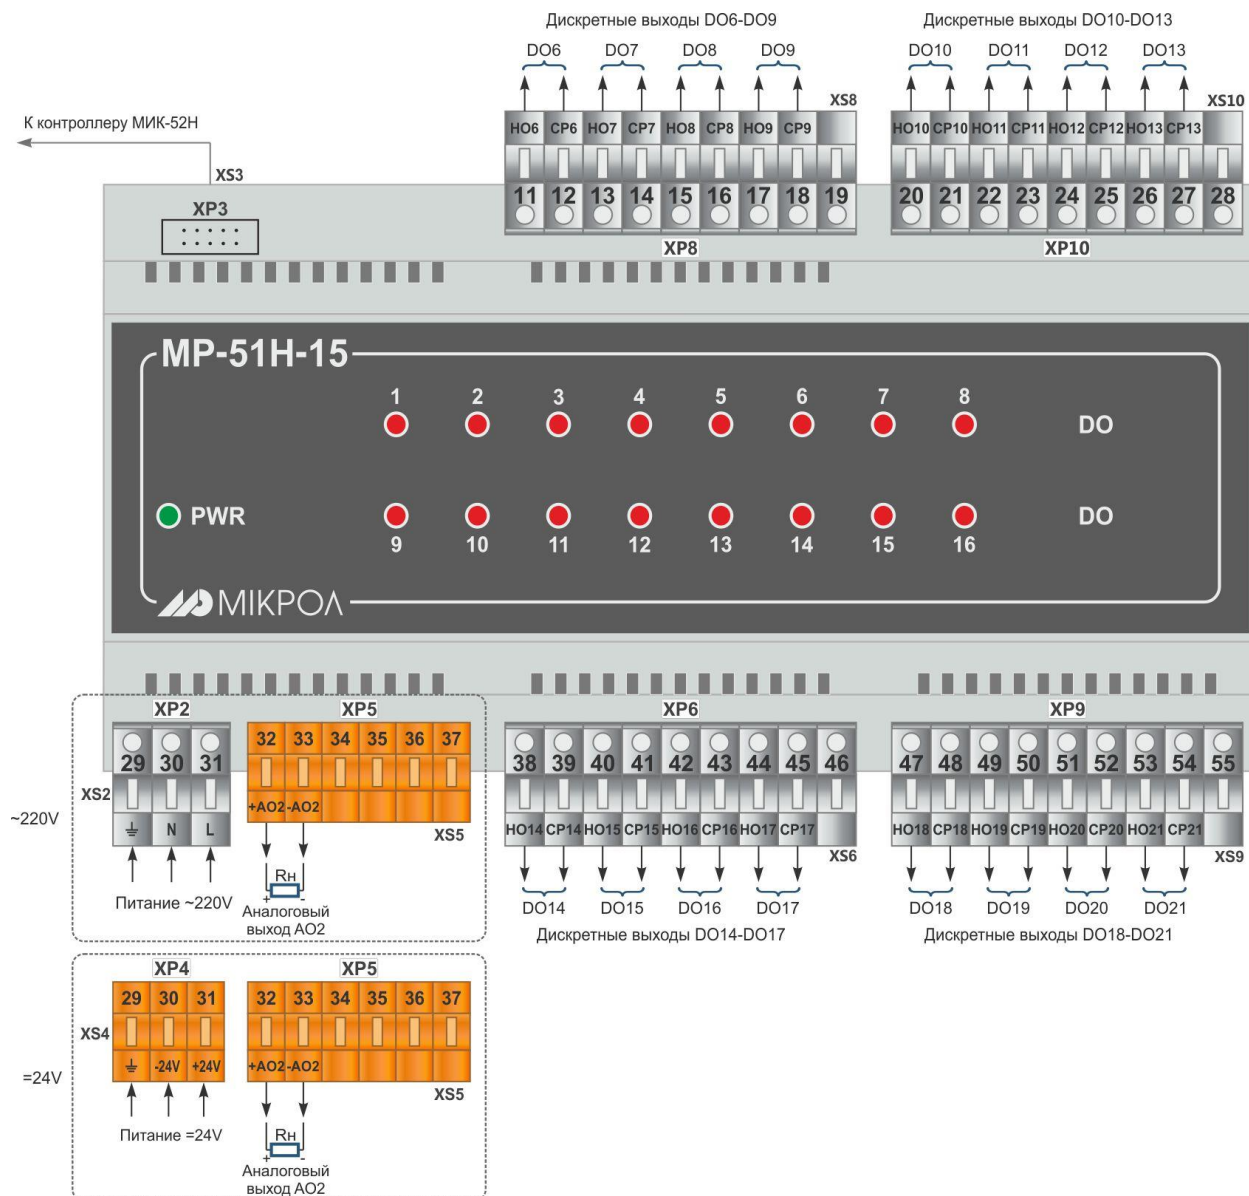 Дискретные выходы DO6-DO9 Дискретные выходы DO10-DO13
DO6 DO7 DO8 DO9 DO10 DO11 DO12 DO13
XS8 XS10
К контроллеру МИК-52Н
НО6 СР6 НО7 СР7 НО8 СР8 НО9 СР9 НО10 СР10 НО11 СР11 НО12 СР12 НО13 СР13
XS3
11 12 13 14 15 16 17 18 19 20 21 22 23 24 25 26 27 28
XP3
XP8 XP10
МР-51Н-15
1 2 3 4 5 6 7 8
DO
PWR
DO
9 10 11 12 13 14 15 16
МІКРОΛ
XP2 XP5 XP6 XP9
29 30 31 32 33 34 35 36 37 38 39 40 41 42 43 44 45 46 47 48 49 50 51 52 53 54 55
XS2
~220V
N L +AO2 -AO2
НО14 СР14 НО15 СР15 НО16 СР16 НО17 СР17 НО18 СР18 НО19 СР19 НО20 СР20 НО21 СР21
XS5 XS6 XS9
Rн
+ -
Питание ~220V
Аналоговый
выход АО2
DO14 DO15 DO16 DO17 DO18 DO19 DO20 DO21
Дискретные выходы DO14-DO17 Дискретные выходы DO18-DO21
XP4 XP5
29 30 31 32 33 34 35 36 37
XS4
=24V
-24V +24V +AO2 -AO2
XS5
Rн
+ -
Питание =24V
Аналоговый
выход АО2